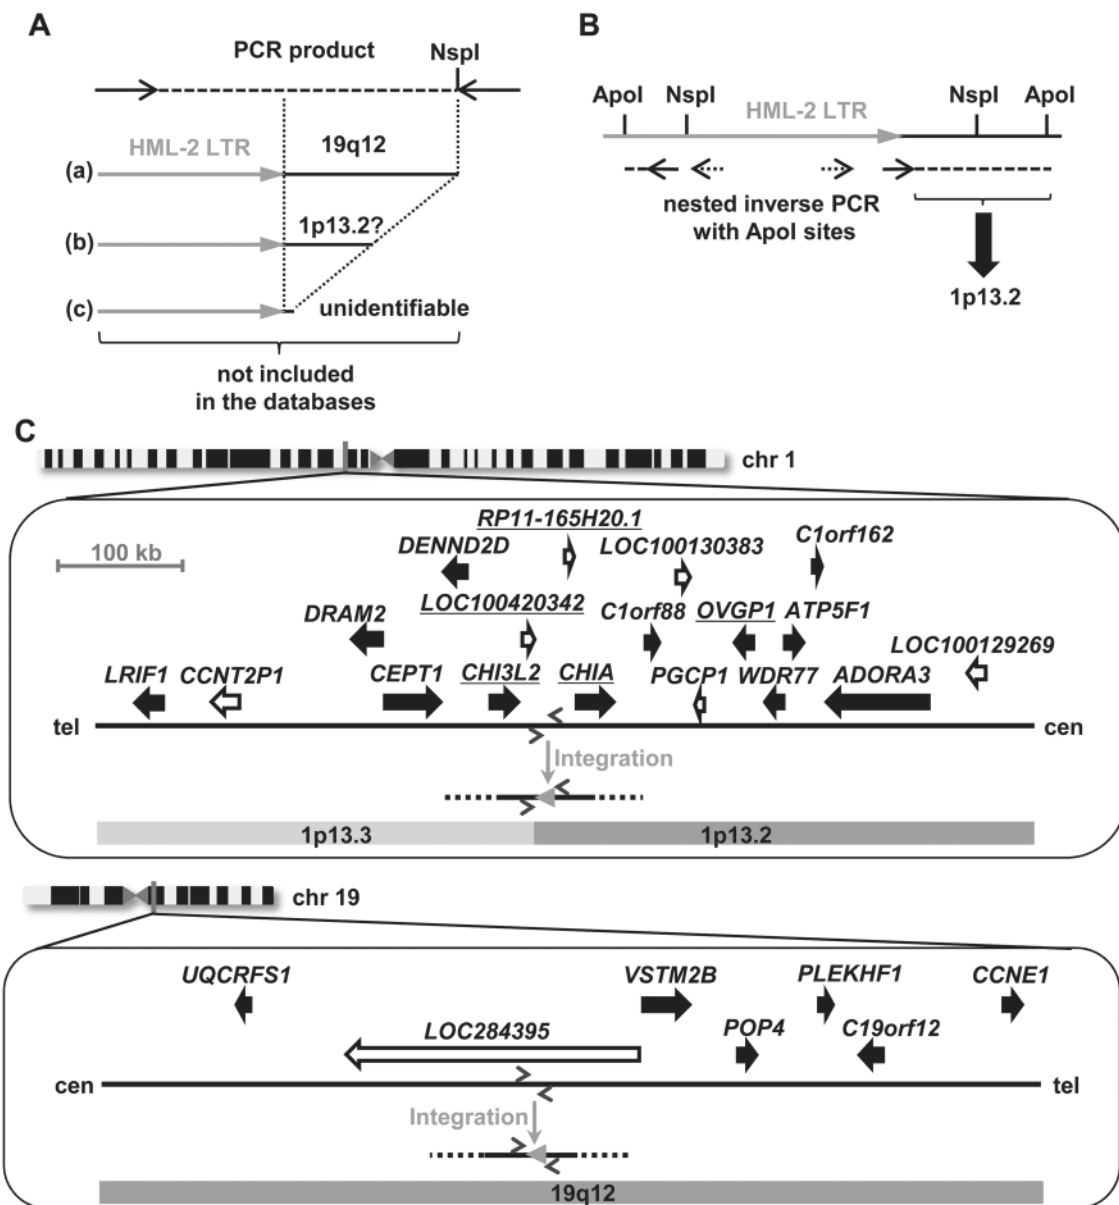 A
PCR product
NspI
HML-2 LTR
19q12
(a)
1p13.2?
(b)
(c)
unidentifiable
not included
in the databases
B
ApoI
NspI
HML-2 LTR
NspI
ApoI
nested inverse PCR
with ApoI sites
1p13.2
C
chr 1
100 kb
RP11-165H20.1
C1orf162
DENND2D
LOC100130383
LOC100420342
DRAM2
C1orf88
OVGP1
ATP5F1
LOC100129269
LRIF1
CCNT2P1
CEPT1
CHI3L2
CHIA
PGCP1
WDR77
ADORA3
tel
cen
Integration
1p13.3
1p13.2
chr 19
UQCRFS1
VSTM2B
PLEKHF1
CCNE1
LOC284395
POP4
C19orf12
cen
tel
Integration
19q12